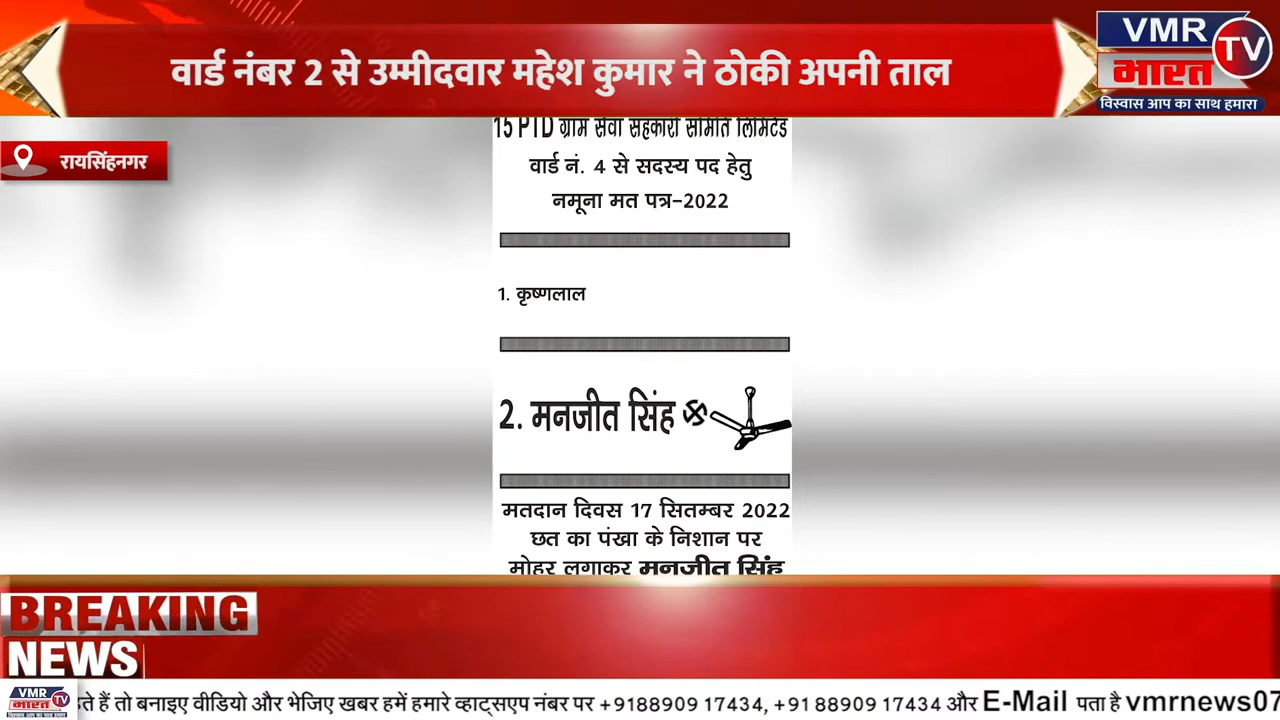 वार्ड नंबर 2 से उम्मीदवार महेश कुमार ने ठोकी अपनी ताल
VMR
भारत
TV
विस्वास आप का साथ हमारा
रायसिंहनगर
15 PTD ग्राम सेवा सहकारी समिति लिमिटेड
वार्ड नं. 4 से सदस्य पद हेतु
नमूना मत पत्र-2022
1. कृष्णलाल
2. मनजीत सिंह
मतदान दिवस 17 सितम्बर 2022
छत का पंखा के निशान पर
मोहर लगाकर मनजीत सिंह
BREAKING
NEWS
VMR
भारत
TV
हैं तो बनाइए वीडियो और भेजिए खबर हमें हमारे व्हाट्सएप नंबर पर +9188909 17434, +91 88909 17434 और E-Mail पता है vmrnews07